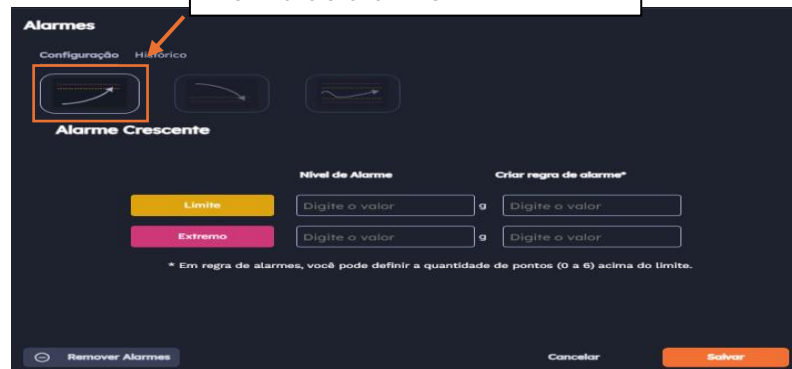 Alarmes
Configuração Histórico
Alarme Crescente
Nível de Alarme Criar regra de alarme*
Limite Digite o valor g Digite o valor
Extremo Digite o valor g Digite o valor
* Em regra de alarmes, você pode definir a quantidade de pontos (0 a 6) acima do limite.
Remover Alarmes Cancelar Salvar